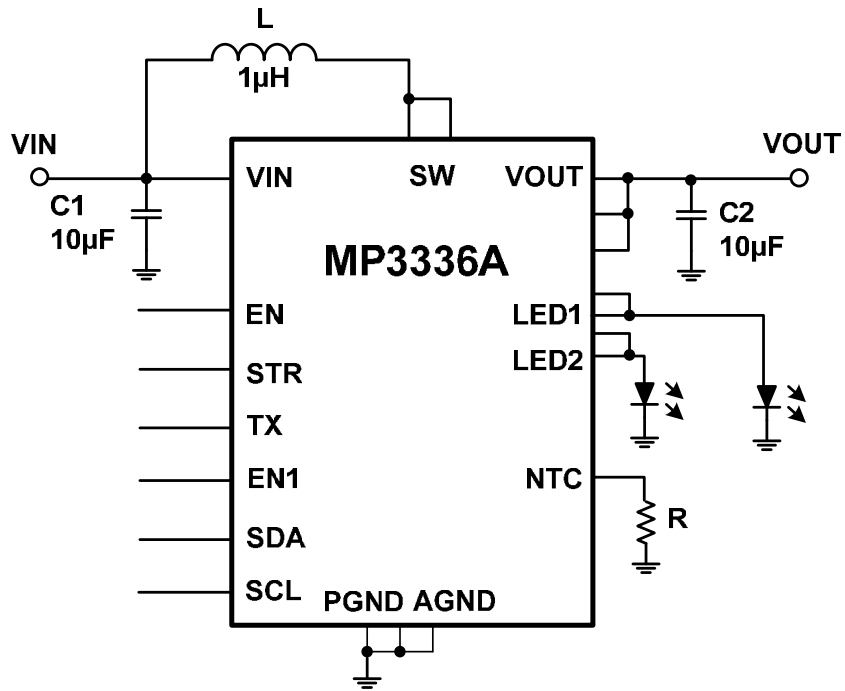 L
1µH
VIN
VOUT
VIN
SW
VOUT
C1
10µF
C2
10µF
MP3336A
EN
LED1
STR
LED2
TX
EN1
NTC
R
SDA
SCL
PGND AGND